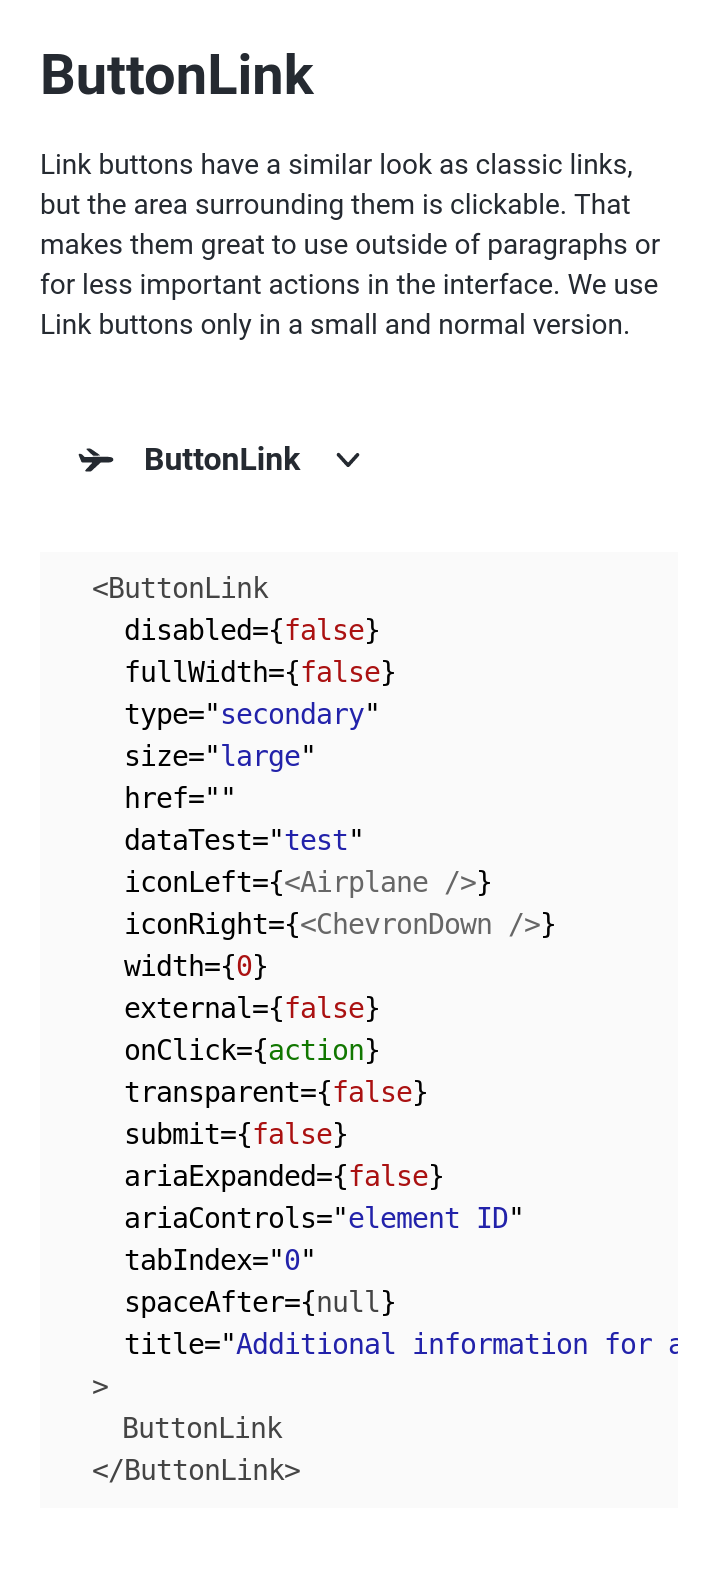 ButtonLink
Link buttons have a similar look as classic links,
but the area surrounding them is clickable. That
makes them great to use outside of paragraphs or
for less important actions in the interface. We use
Link buttons only in a small and normal version.
ButtonLink
<ButtonLink
  disabled={false}
  fullWidth={false}
  type="secondary"
  size="large"
  href=""
  dataTest="test"
  iconLeft={<Airplane />}
  iconRight={<ChevronDown />}
  width={0}
  external={false}
  onClick={action}
  transparent={false}
  submit={false}
  ariaExpanded={false}
  ariaControls="element ID"
  tabIndex="0"
  spaceAfter={null}
  title="Additional information for
>
  ButtonLink
</ButtonLink>